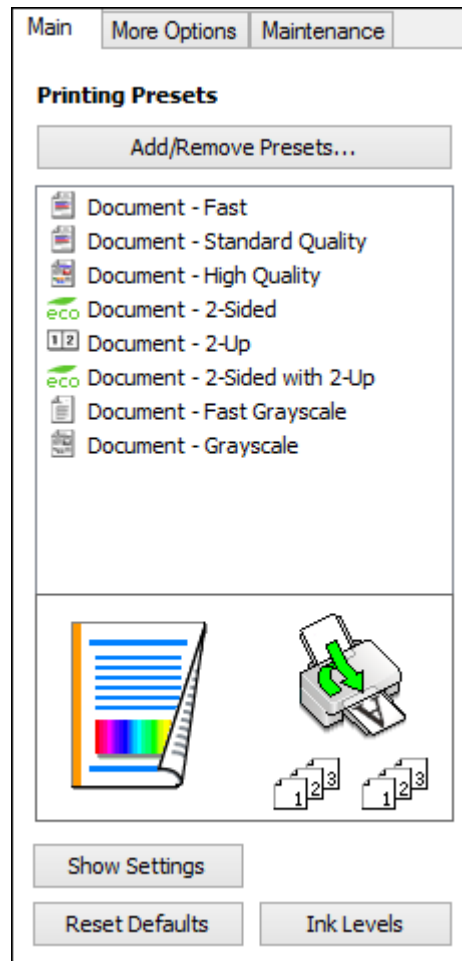 Main More Options Maintenance
Printing Presets
Add/Remove Presets...
Document - Fast
Document - Standard Quality
Document - High Quality
eco Document - 2-Sided
1 2 Document - 2-Up
eco Document - 2-Sided with 2-Up
Document - Fast Grayscale
Document - Grayscale
A
1 2 3 1 2 3
Show Settings
Reset Defaults Ink Levels